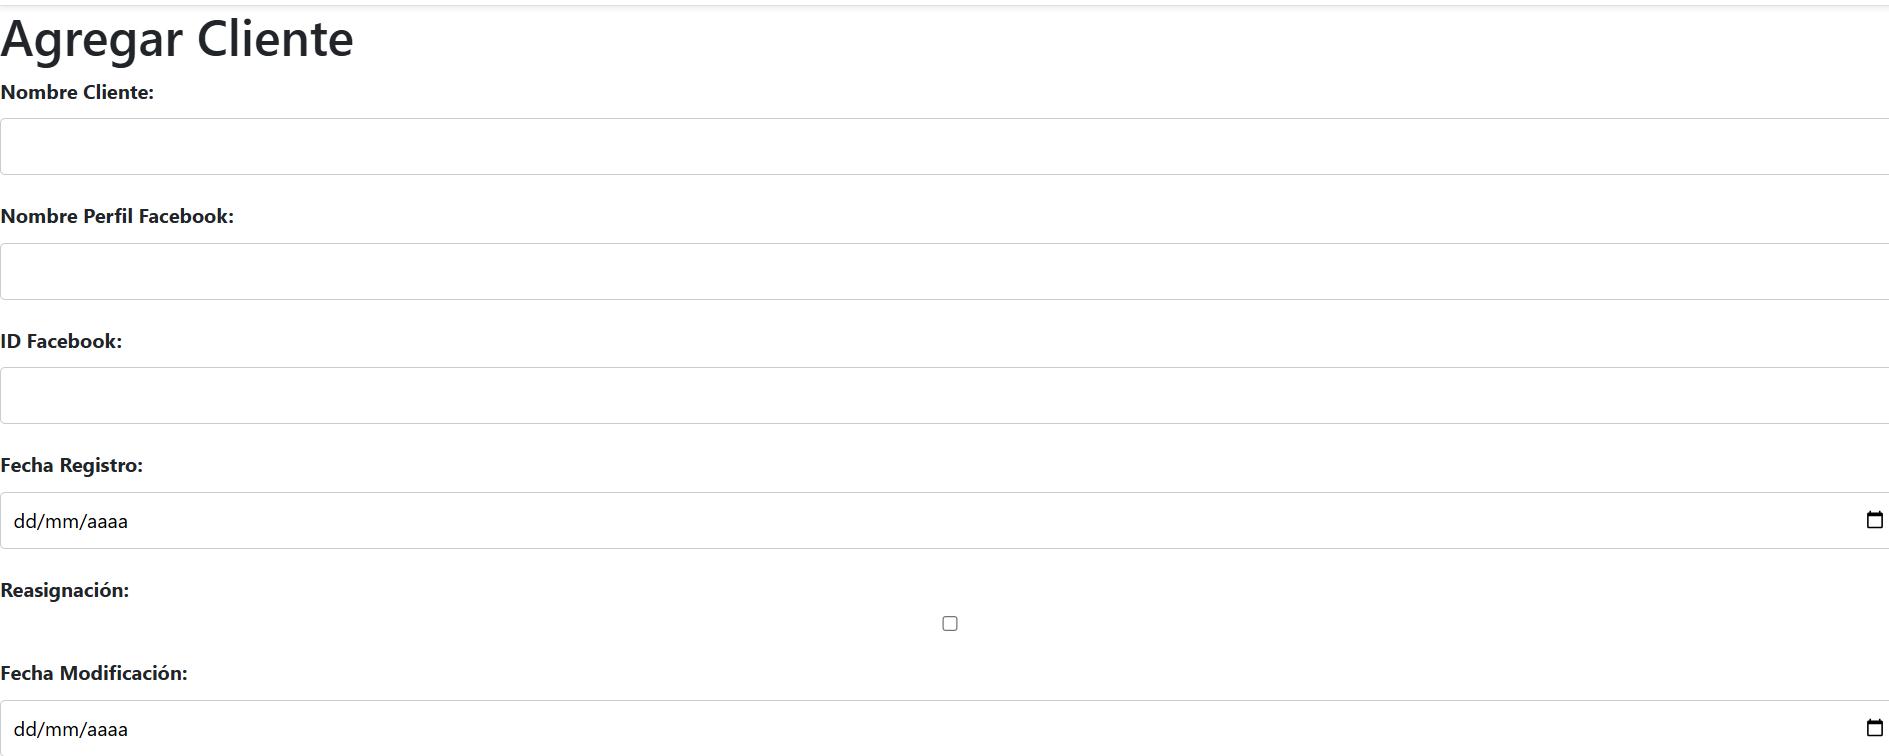 Agregar Cliente
Nombre Cliente:
Nombre Perfil Facebook:
ID Facebook:
Fecha Registro:
dd/mm/aaaa
Reasignación:
Fecha Modificación:
dd/mm/aaaa